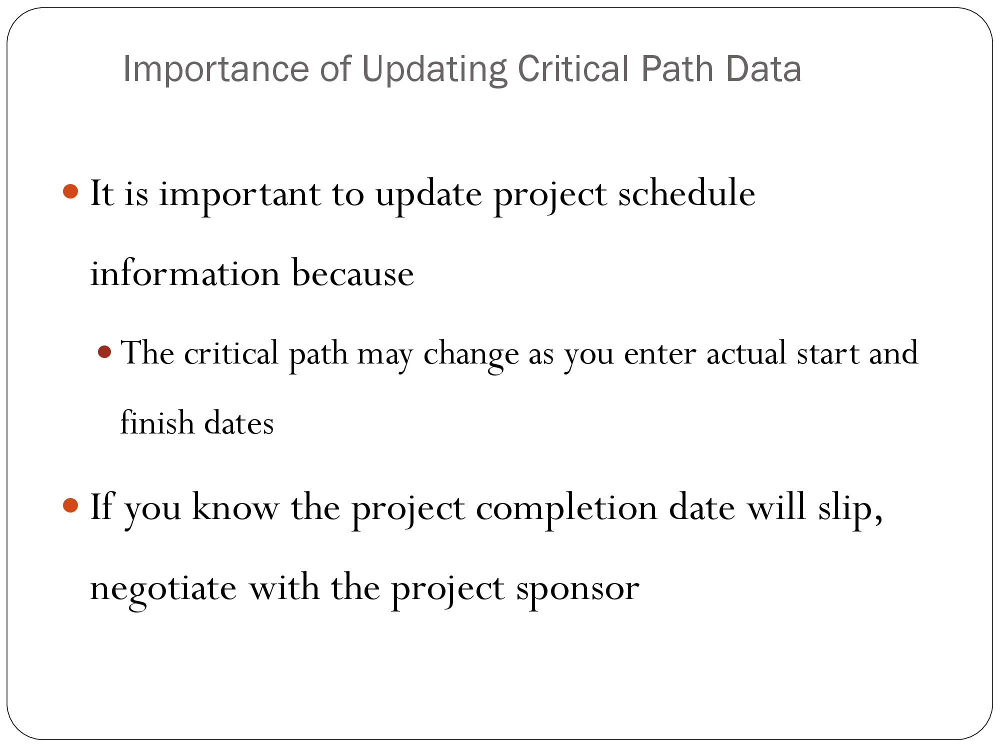 Importance of Updating Critical Path Data
• It is important to update project schedule
information because
• The critical path may change as you enter actual start and
finish dates
• If you know the project completion date will slip,
negotiate with the project sponsor